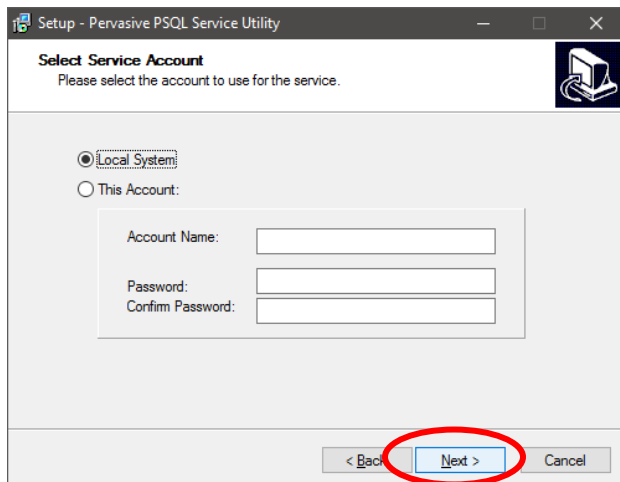 Setup - Pervasive PSQL Service Utility
Select Service Account
Please select the account to use for the service.
Local System
This Account:
Account Name:
Password:
Confirm Password:
< Back
Next >
Cancel